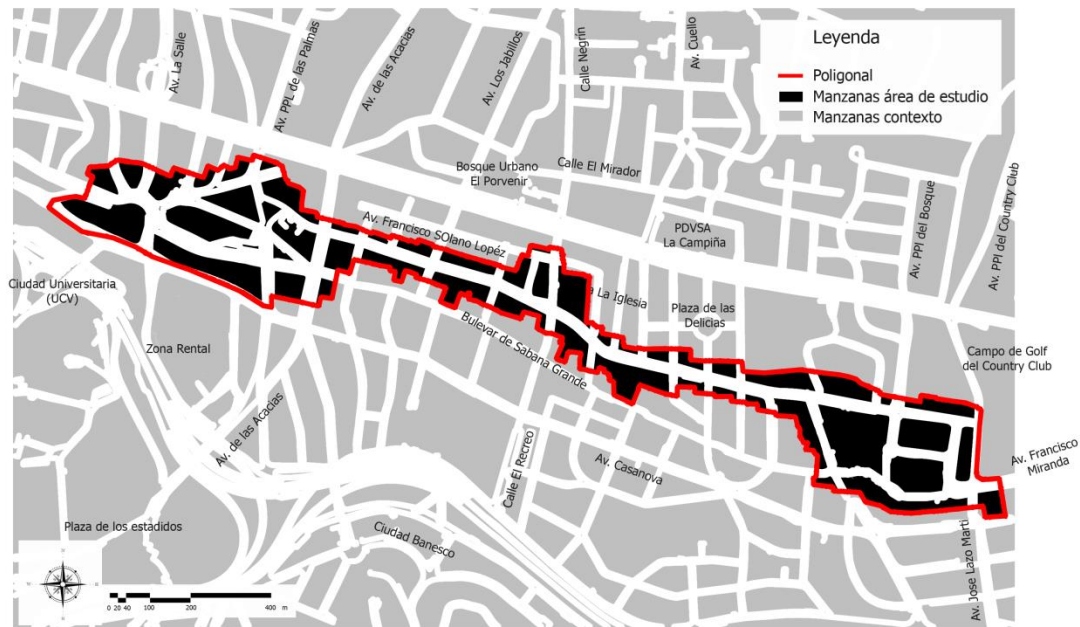 Leyenda
Poligonal
Manzanas área de estudio
Manzanas contexto
Av. La Salle
Av. PPL de las Palmas
Av. de las Acacias
Av. Los Jabillos
Calle Negrín
Av. Cuello
Bosque Urbano
El Porvenir
Calle El Mirador
Av. PPl del Bosque
Av. PPl del Country Club
Av. Francisco SOlano Lopéz
PDVSA
La Campiña
a La Iglesia
Plaza de las
Delicias
Ciudad Universitaria
(UCV)
Zona Rental
Bulevar de Sabana Grande
Campo de Golf
del Country Club
Av. de las Acacias
Calle El Recreo
Av. Casanova
Av. Francisco
Miranda
Plaza de los estadidos
Ciudad Banesco
Av. Jose Lazo Marti
0 20 40 100 200 400 m